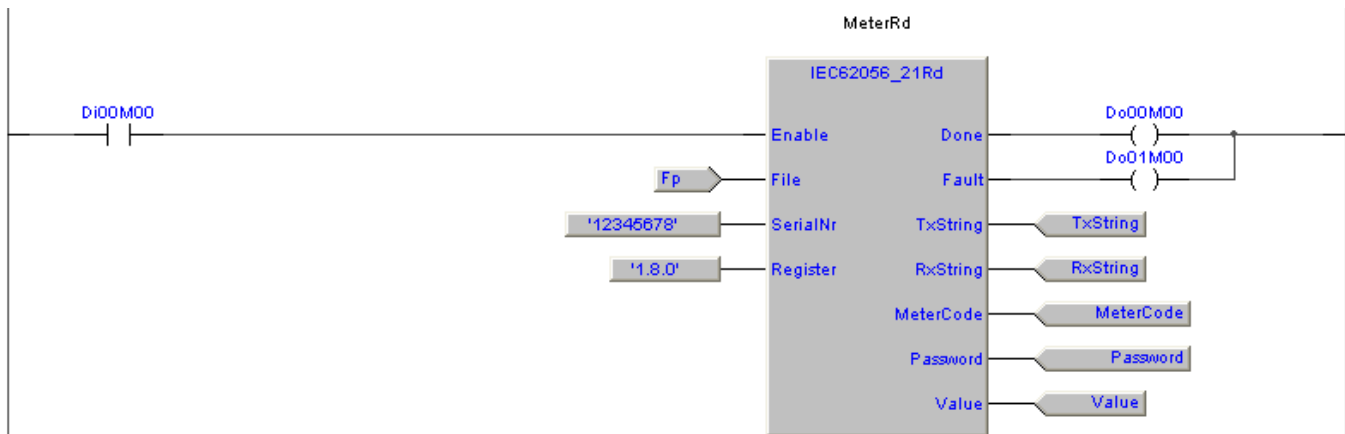 MeterRd
IEC62056_21Rd
Di00M00
Enable Done Do00M00
Do01M00
Fp File Fault
'12345678' SerialNr TxString TxString
'1.8.0' Register RxString RxString
MeterCode MeterCode
Password Password
Value Value